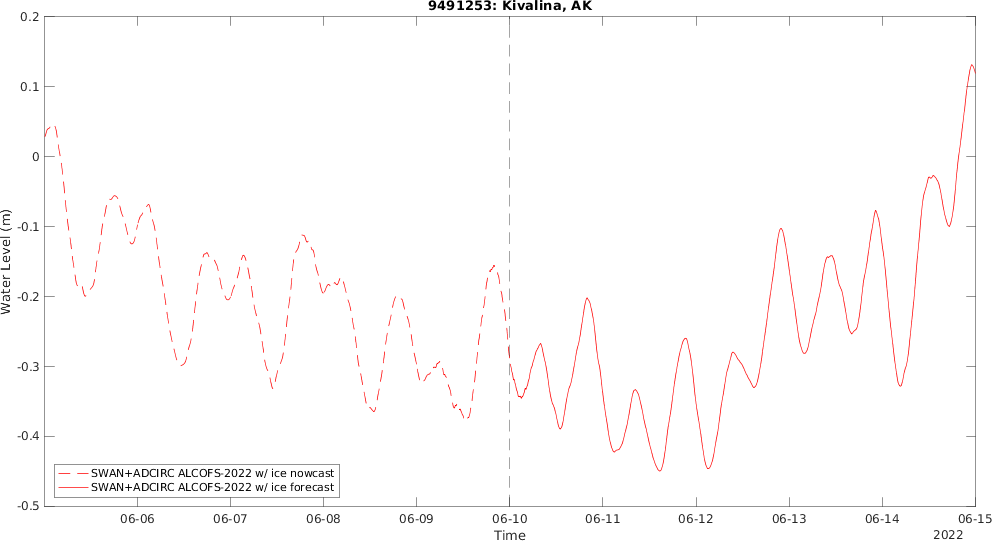 9491253: Kivalina, AK
0.2
0.1
0
-0.1
-0.2
-0.3
-0.4
-0.5
Water Level (m)
SWAN+ADCIRC ALCOFS-2022 w/ ice nowcast
SWAN+ADCIRC ALCOFS-2022 w/ ice forecast
06-06 06-07 06-08 06-09 06-10 06-11 06-12 06-13 06-14 06-15
Time
2022